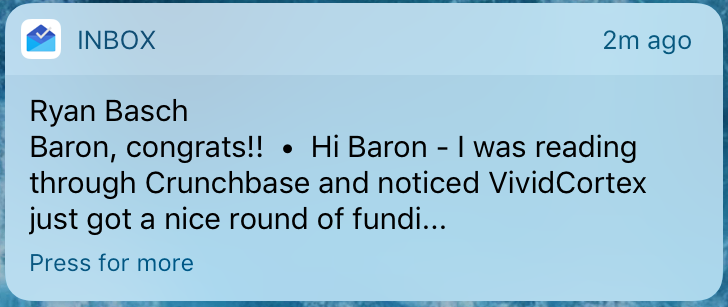 INBOX 2m ago
Ryan Basch
Baron, congrats!! • Hi Baron - I was reading
through Crunchbase and noticed VividCortex
just got a nice round of fundi...
Press for more